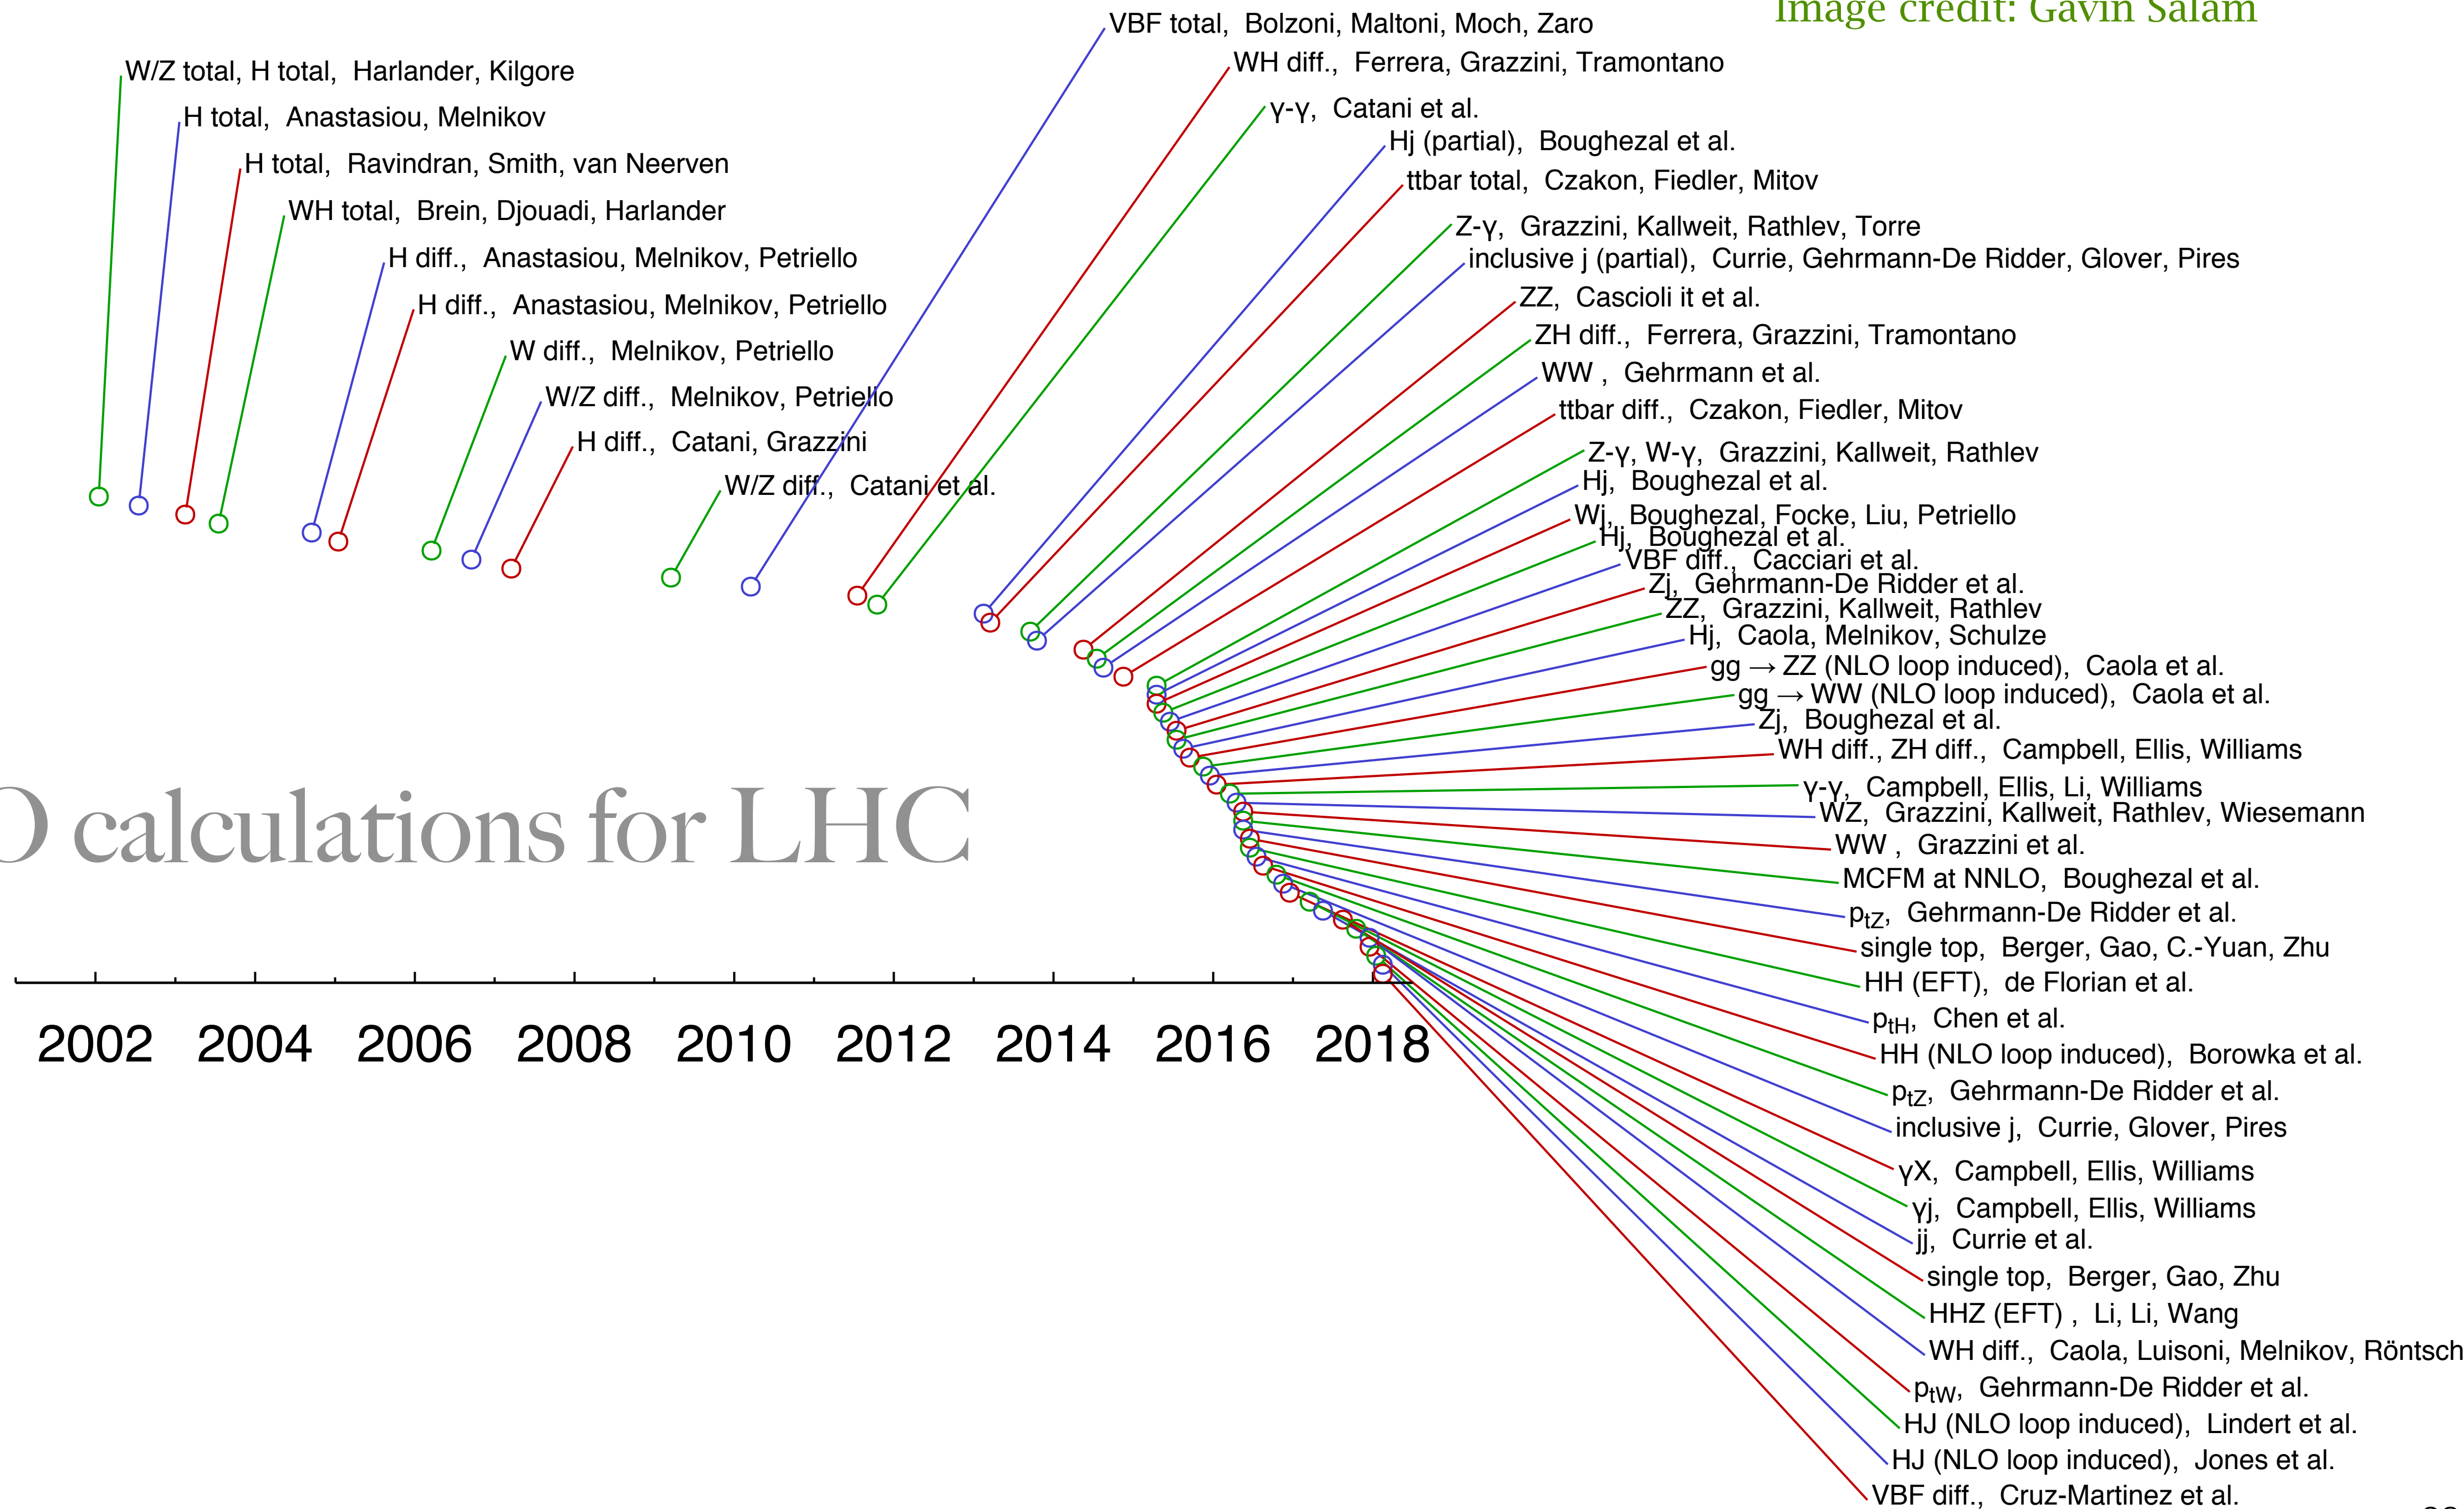 Image credit: Gavin Salam
VBF total, Bolzoni, Maltoni, Moch, Zaro
WH diff., Ferrera, Grazzini, Tramontano
W/Z total, H total, Harlander, Kilgore
γ-γ, Catani et al.
H total, Anastasiou, Melnikov
Hj (partial), Boughezal et al.
H total, Ravindran, Smith, van Neerven
ttbar total, Czakon, Fiedler, Mitov
WH total, Brein, Djouadi, Harlander
Z-γ, Grazzini, Kallweit, Rathlev, Torre
H diff., Anastasiou, Melnikov, Petriello
inclusive j (partial), Currie, Gehrmann-De Ridder, Glover, Pires
H diff., Anastasiou, Melnikov, Petriello
ZZ, Cascioli it et al.
ZH diff., Ferrera, Grazzini, Tramontano
W diff., Melnikov, Petriello
WW , Gehrmann et al.
W/Z diff., Melnikov, Petriello
ttbar diff., Czakon, Fiedler, Mitov
H diff., Catani, Grazzini
Z-γ, W-γ, Grazzini, Kallweit, Rathlev
W/Z diff., Catani et al.
Hj, Boughezal et al.
Wj, Boughezal, Focke, Liu, Petriello
Hj, Boughezal et al.
VBF diff., Cacciari et al.
Zj, Gehrmann-De Ridder et al.
ZZ, Grazzini, Kallweit, Rathlev
Hj, Caola, Melnikov, Schulze
gg → ZZ (NLO loop induced), Caola et al.
gg → WW (NLO loop induced), Caola et al.
Zj, Boughezal et al.
WH diff., ZH diff., Campbell, Ellis, Williams
γ-γ, Campbell, Ellis, Li, Williams
WZ, Grazzini, Kallweit, Rathlev, Wiesemann
O calculations for LHC
WW , Grazzini et al.
MCFM at NNLO, Boughezal et al.
ptZ, Gehrmann-De Ridder et al.
single top, Berger, Gao, C.-Yuan, Zhu
HH (EFT), de Florian et al.
ptH, Chen et al.
2002 2004 2006 2008 2010 2012 2014 2016 2018
HH (NLO loop induced), Borowka et al.
ptZ, Gehrmann-De Ridder et al.
inclusive j, Currie, Glover, Pires
γX, Campbell, Ellis, Williams
γj, Campbell, Ellis, Williams
jj, Currie et al.
single top, Berger, Gao, Zhu
HHZ (EFT) , Li, Li, Wang
WH diff., Caola, Luisoni, Melnikov, Röntsch
ptW, Gehrmann-De Ridder et al.
HJ (NLO loop induced), Lindert et al.
HJ (NLO loop induced), Jones et al.
VBF diff., Cruz-Martinez et al.